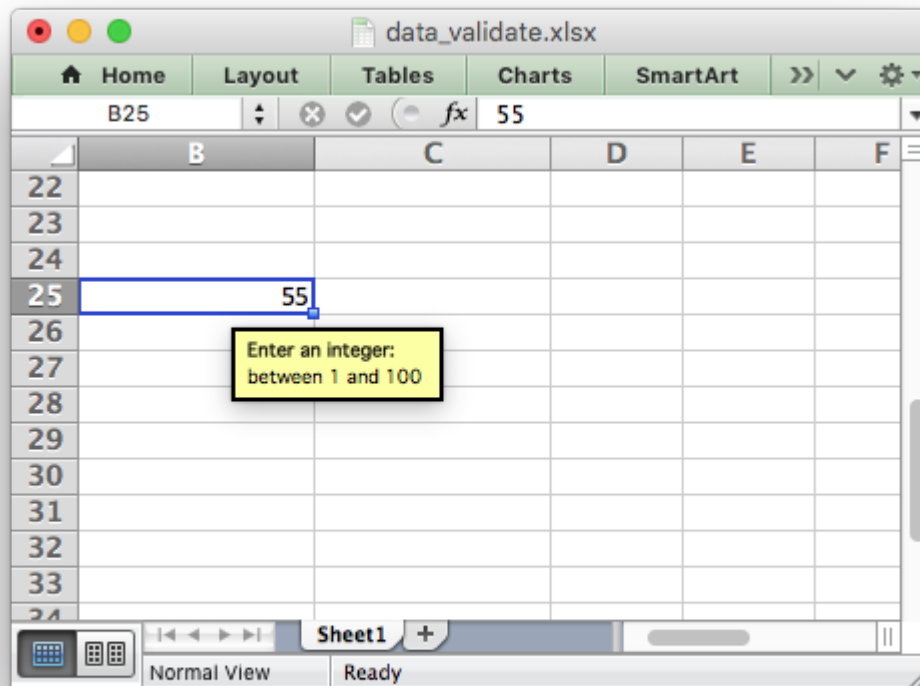 data_validate.xlsx
Home Layout Tables Charts SmartArt
B25 fx 55
B C D E F
22
23
24
25 55
26
Enter an integer:
27
between 1 and 100
28
29
30
31
32
33
34
Sheet1 +
Normal View Ready